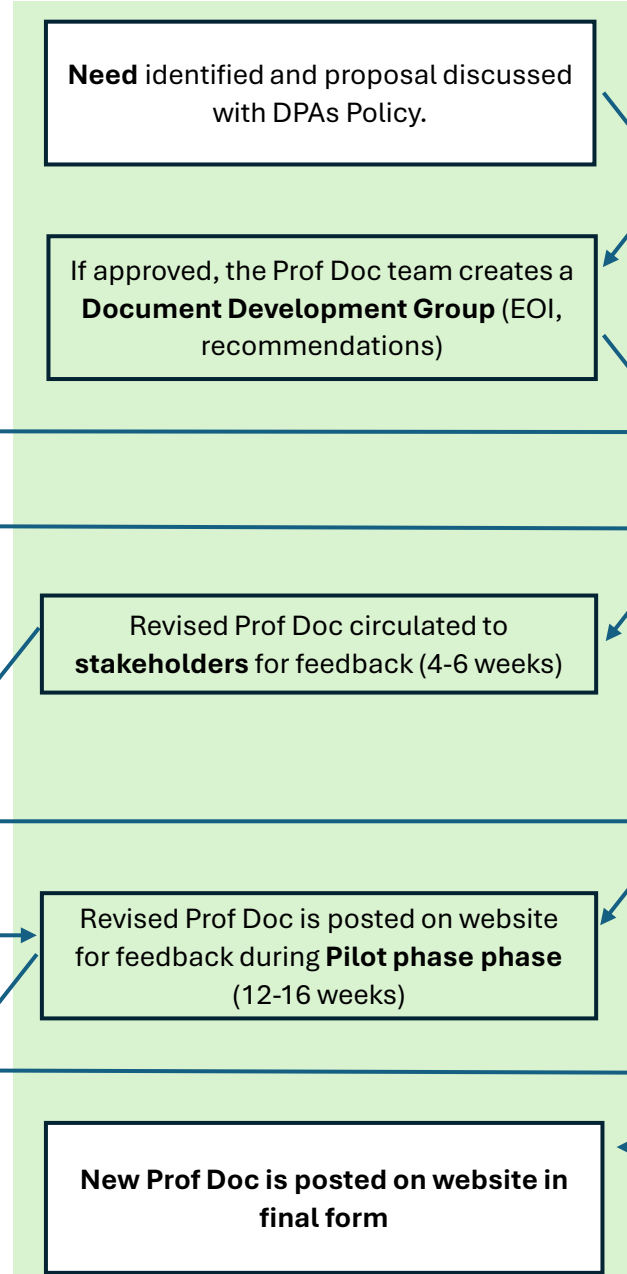 Need identified and proposal discussed
with DPAs Policy.
If approved, the Prof Doc team creates a
Document Development Group (EOI,
recommendations)
Revised Prof Doc circulated to
stakeholders for feedback (4-6 weeks)
Revised Prof Doc is posted on website
for feedback during Pilot phase phase
(12-16 weeks)
New Prof Doc is posted on website in
final form